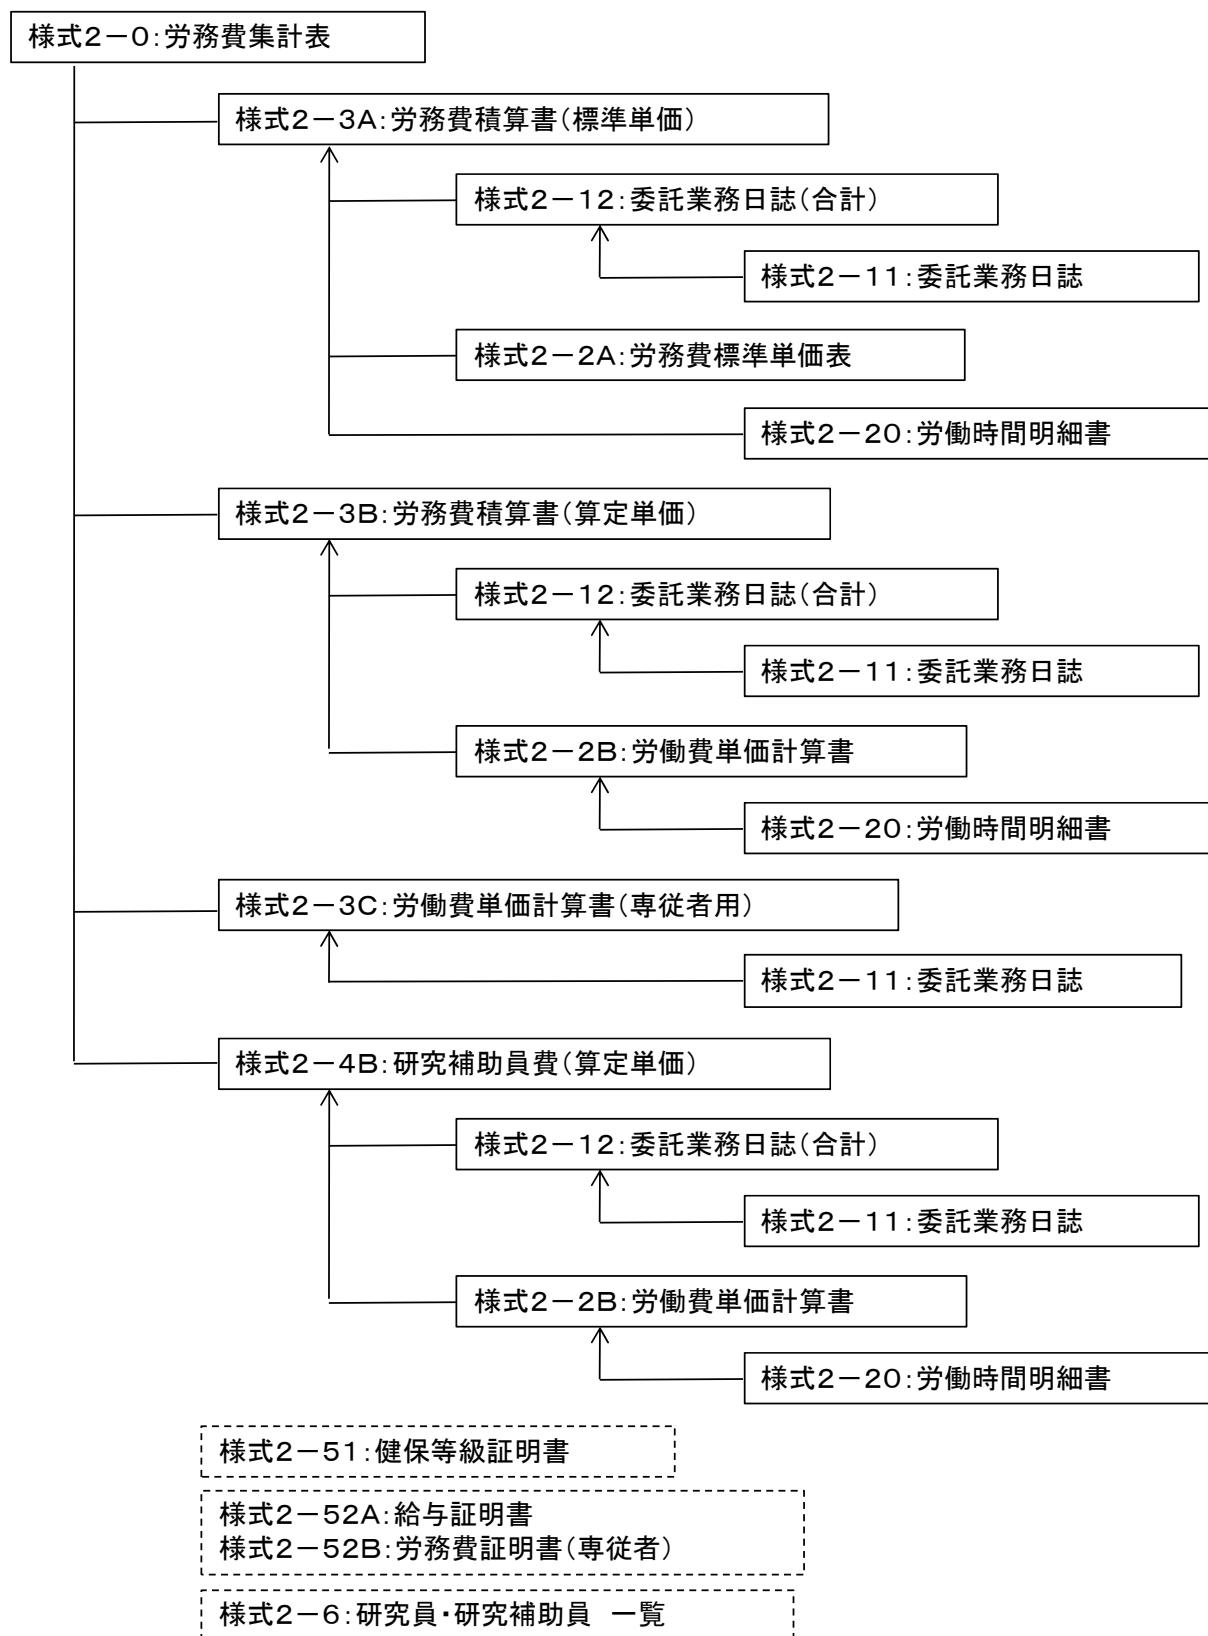 様式２－０：労務費集計表
様式２－３Ａ：労務費積算書（標準単価）
様式２－１２：委託業務日誌（合計）
様式２－１１：委託業務日誌
様式２－２Ａ：労務費標準単価表
様式２－２０：労働時間明細書
様式２－３Ｂ：労務費積算書（算定単価）
様式２－１２：委託業務日誌（合計）
様式２－１１：委託業務日誌
様式２－２Ｂ：労働費単価計算書
様式２－２０：労働時間明細書
様式２－３Ｃ：労働費単価計算書（専従者用）
様式２－１１：委託業務日誌
様式２－４Ｂ：研究補助員費（算定単価）
様式２－１２：委託業務日誌（合計）
様式２－１１：委託業務日誌
様式２－２Ｂ：労働費単価計算書
様式２－２０：労働時間明細書
様式２－５１：健保等級証明書
様式２－５２Ａ：給与証明書
様式２－５２Ｂ：労務費証明書（専従者）
様式２－６：研究員・研究補助員　一覧